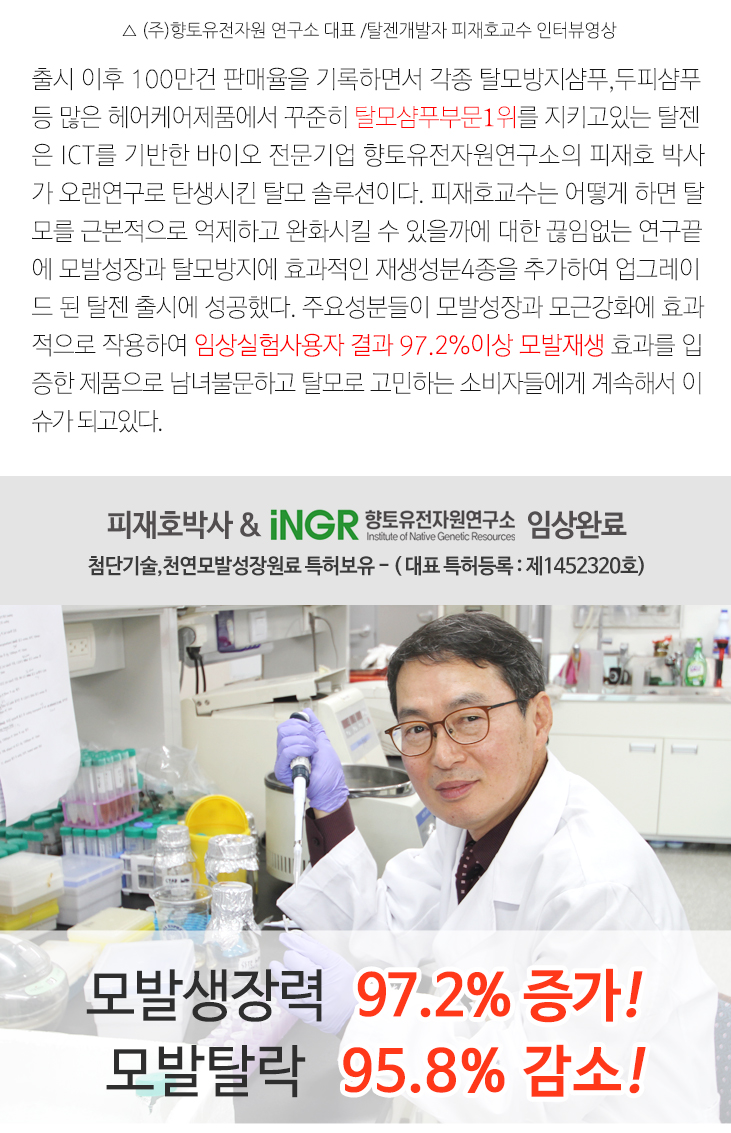 △ (주)향토유전자원 연구소 대표 /탈젠개발자 피재호교수 인터뷰영상
출시 이후 100만건 판매율을 기록하면서 각종 탈모방지샴푸,두피샴푸
등 많은 헤어케어제품에서 꾸준히 탈모샴푸부문1위를 지키고있는 탈젠
은 ICT를 기반한 바이오 전문기업 향토유전자원연구소의 피재호 박사
가 오랜연구로 탄생시킨 탈모 솔루션이다. 피재호교수는 어떻게 하면 탈
모를 근본적으로 억제하고 완화시킬 수 있을까에 대한 끊임없는 연구끝
에 모발성장과 탈모방지에 효과적인 재생성분4종을 추가하여 업그레이
드 된 탈젠 출시에 성공했다. 주요성분들이 모발성장과 모근강화에 효과
적으로 작용하여 임상실험사용자 결과 97.2%이상 모발재생 효과를 입
증한 제품으로 남녀불문하고 탈모로 고민하는 소비자들에게 계속해서 이
슈가 되고있다.
피재호박사 & iNGR 향토유전자원연구소 임상완료
Institute of Native Genetic Resources
첨단기술,천연모발성장원료 특허보유 - ( 대표 특허등록 : 제1452320호)
모발생장력 97.2% 증가!
모발탈락 95.8% 감소!